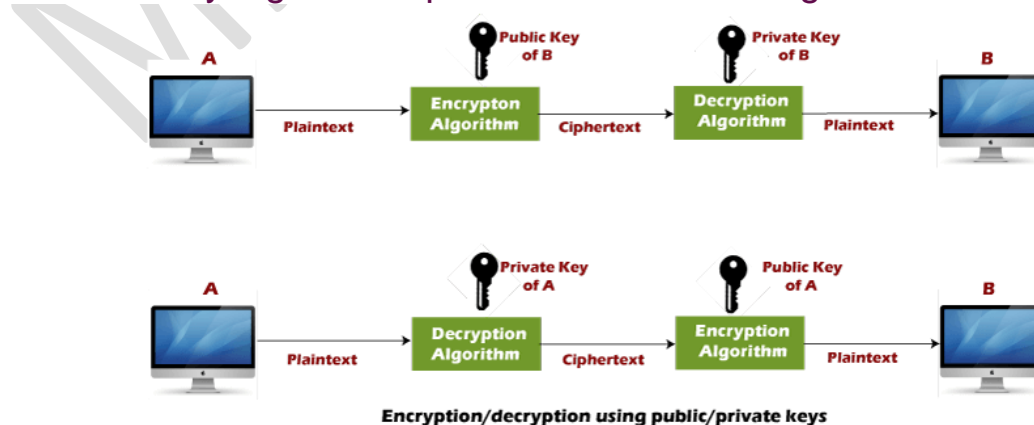 A
Public Key
of B
Private Key
of B
B
Encrypton
Algorithm
Decryption
Algorithm
Plaintext
Ciphertext
Plaintext
A
Private Key
of A
Public Key
of A
B
Decryption
Algorithm
Encryption
Algorithm
Plaintext
Ciphertext
Plaintext
Encryption/decryption using public/private keys